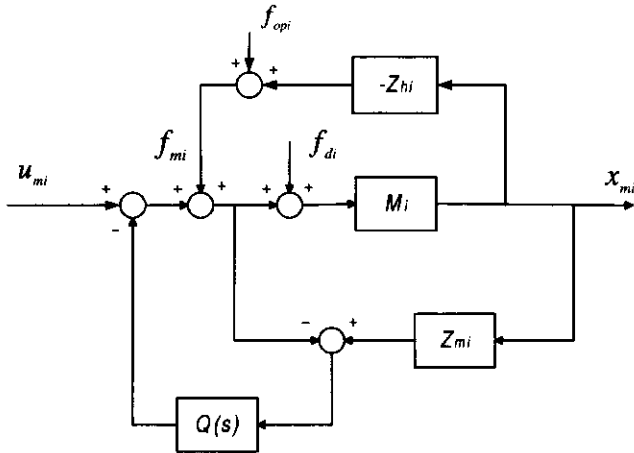 f_opi
+ +
-Z_hi
f_mi
f_di
u_mi
x_mi
+ + + + +
M_i
-
- +
Z_mi
Q(s)